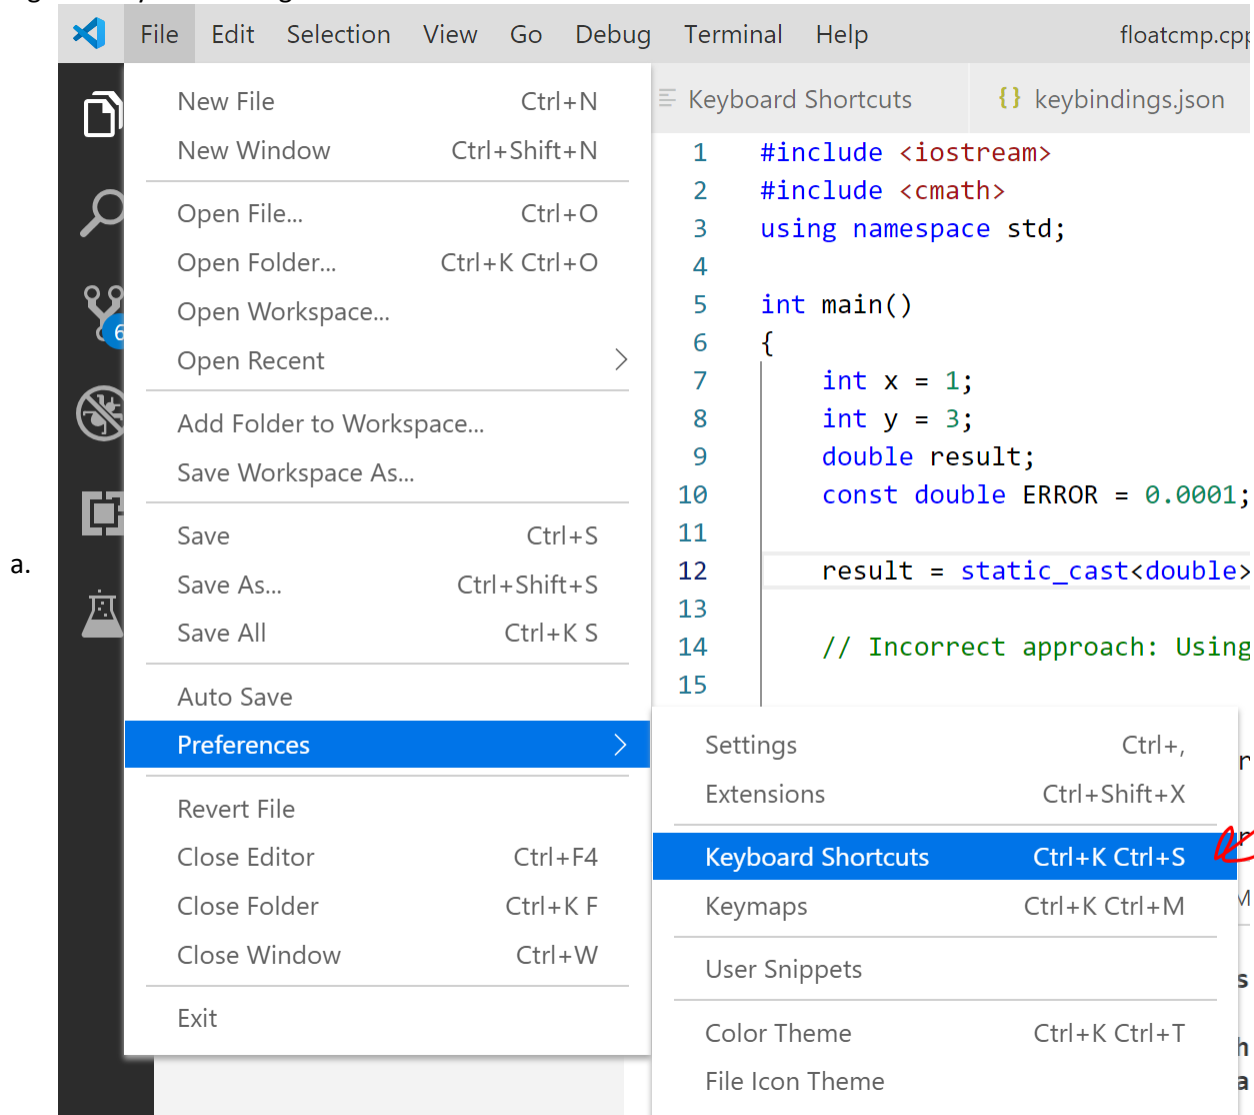 File Edit Selection View Go Debug Terminal Help floatcmp.cpp
New File Ctrl+N
New Window Ctrl+Shift+N
Open File... Ctrl+O
Open Folder... Ctrl+K Ctrl+O
Open Workspace...
Open Recent
6
Add Folder to Workspace...
Save Workspace As...
Save Ctrl+S
a.
Save As... Ctrl+Shift+S
Save All Ctrl+K S
Auto Save
Preferences
Revert File
Close Editor Ctrl+F4
Close Folder Ctrl+K F
Close Window Ctrl+W
Exit
Keyboard Shortcuts {} keybindings.json
1 #include <iostream>
2 #include <cmath>
3 using namespace std;
4
5 int main()
6 {
7 int x = 1;
8 int y = 3;
9 double result;
10 const double ERROR = 0.0001;
11
12 result = static_cast<double>
13
14 // Incorrect approach: Using
15
Settings Ctrl+,
Extensions Ctrl+Shift+X
Keyboard Shortcuts Ctrl+K Ctrl+S
Keymaps Ctrl+K Ctrl+M
User Snippets
Color Theme Ctrl+K Ctrl+T
File Icon Theme